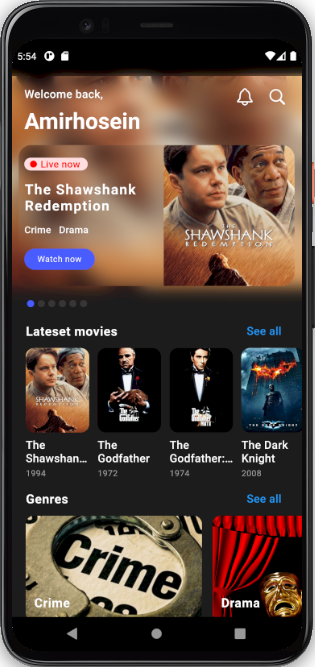 5:54
Welcome back,
Amirhosein
Live now
The Shawshank
Redemption
Crime Drama
Watch now
THE
SHAWSHANK
REDEMPTION
Lateset movies
See all
The
Shawshan...
1994
The
Godfather
1972
The
Godfather:...
1974
The Dark
Knight
2008
Genres
See all
Crime
Crime
Drama